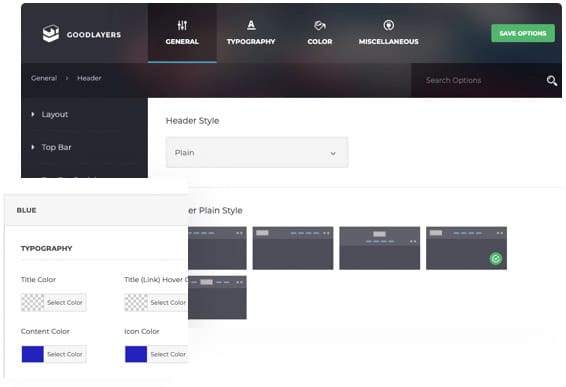 GOODLAYERS
GENERAL
TYPOGRAPHY
COLOR
MISCELLANEOUS
SAVE OPTIONS
General › Header
Search Options
Layout
Top Bar
Header Style
Plain
er Plain Style
BLUE
TYPOGRAPHY
Title Color
Title (Link) Hover
Select Color
Select Color
Content Color
Icon Color
Select Color
Select Color